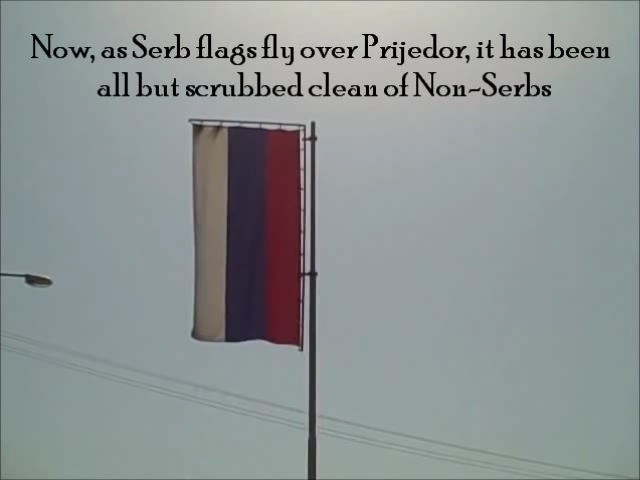 Now, as Serb flags fly over Prijedor, it has been
all but scrubbed clean of Non-Serbs